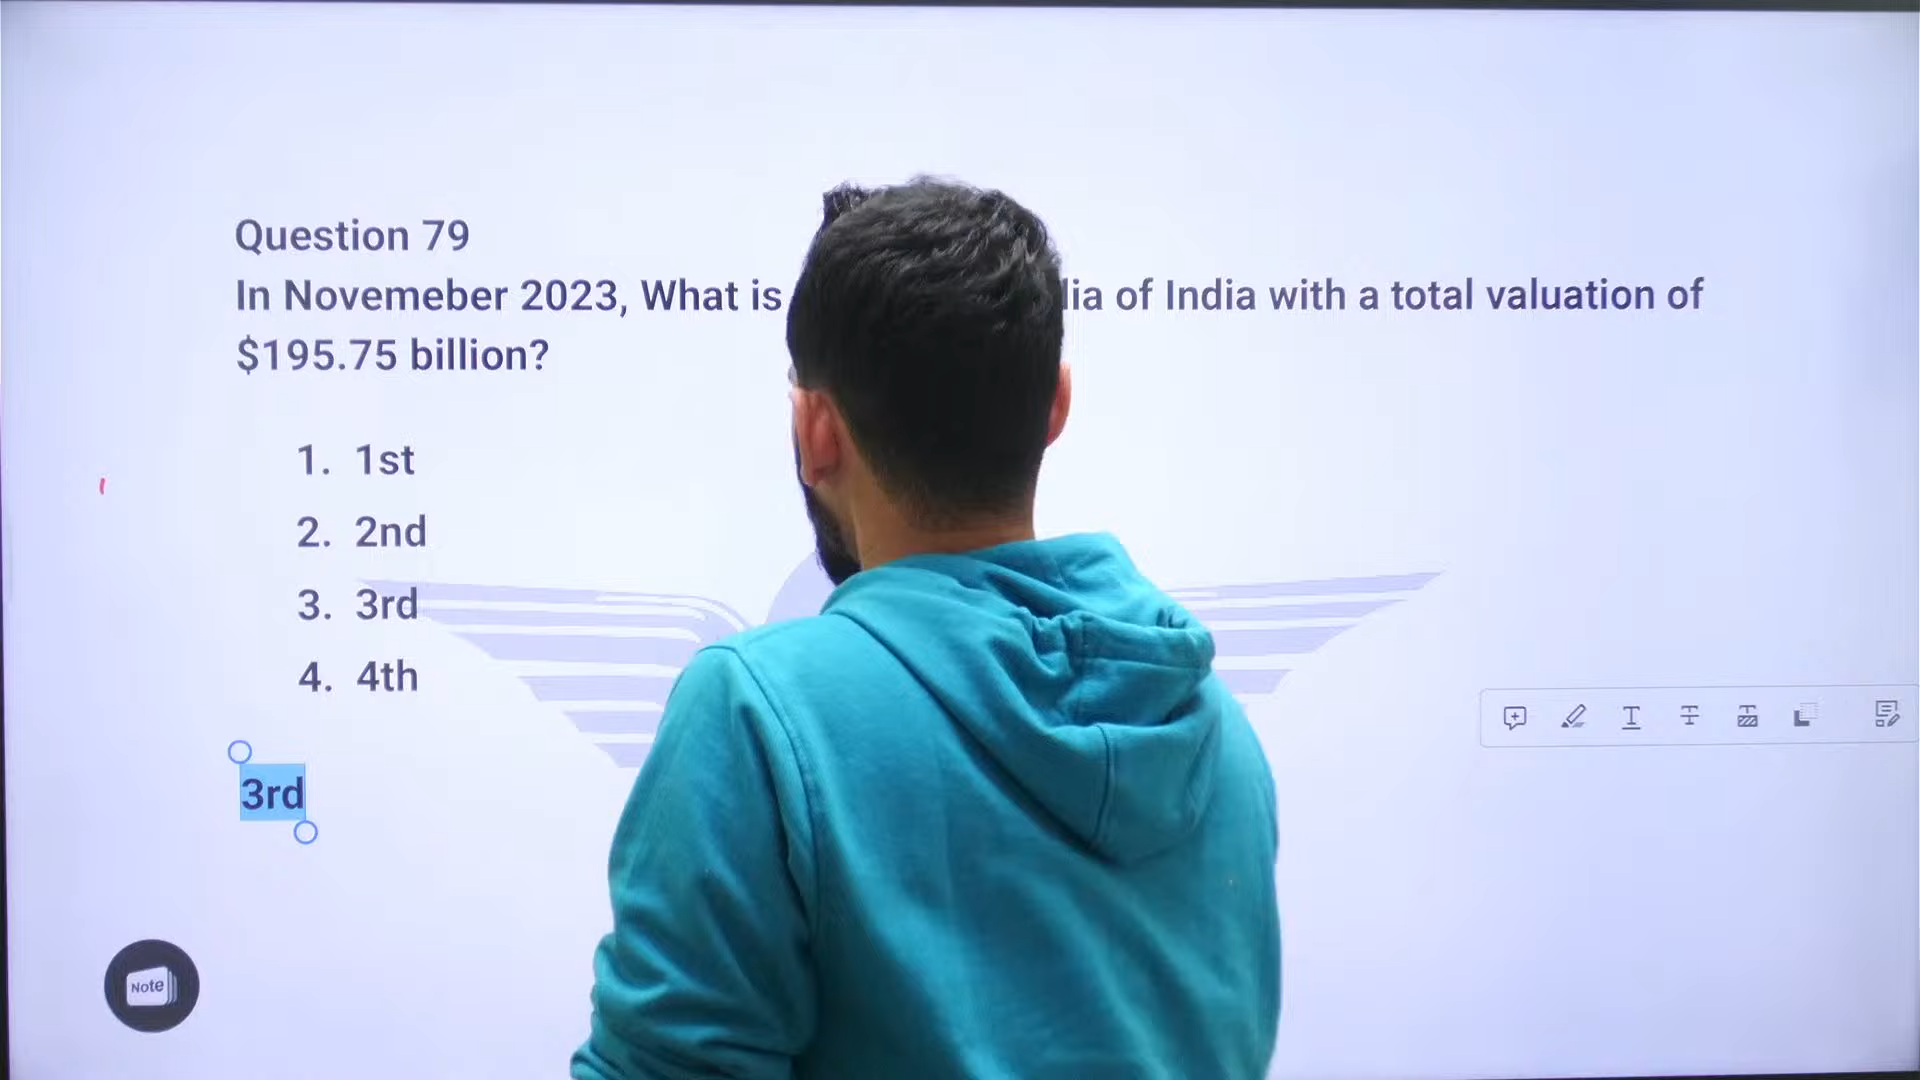 Question 79
In Novemeber 2023, What is of India with a total valuation of
$195.75 billion?
1. 1st
2. 2nd
3. 3rd
4. 4th
3rd
Note